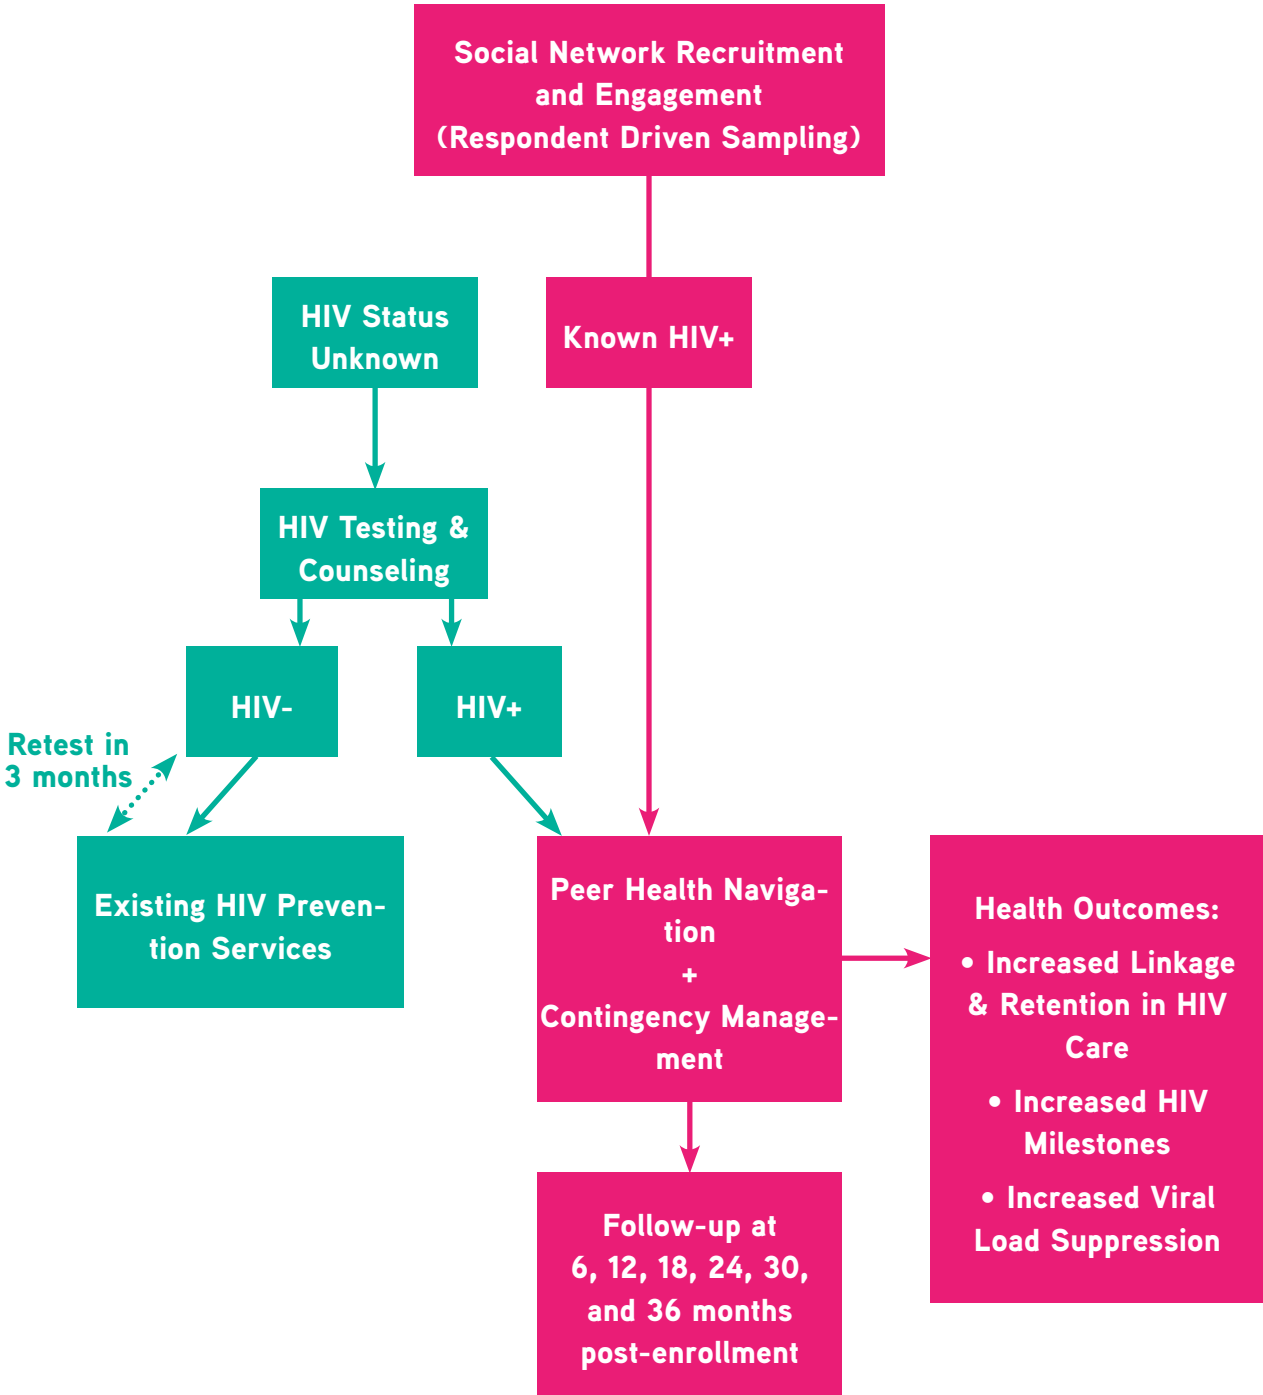 Social Network Recruitment
and Engagement
(Respondent Driven Sampling)
HIV Status
Unknown
Known HIV+
HIV Testing &
Counseling
HIV-
HIV+
Retest in
3 months
Existing HIV Preven-
tion Services
Peer Health Naviga-
tion
+
Contingency Manage-
ment
Health Outcomes:
• Increased Linkage
& Retention in HIV
Care
• Increased HIV
Milestones
• Increased Viral
Load Suppression
Follow-up at
6, 12, 18, 24, 30,
and 36 months
post-enrollment